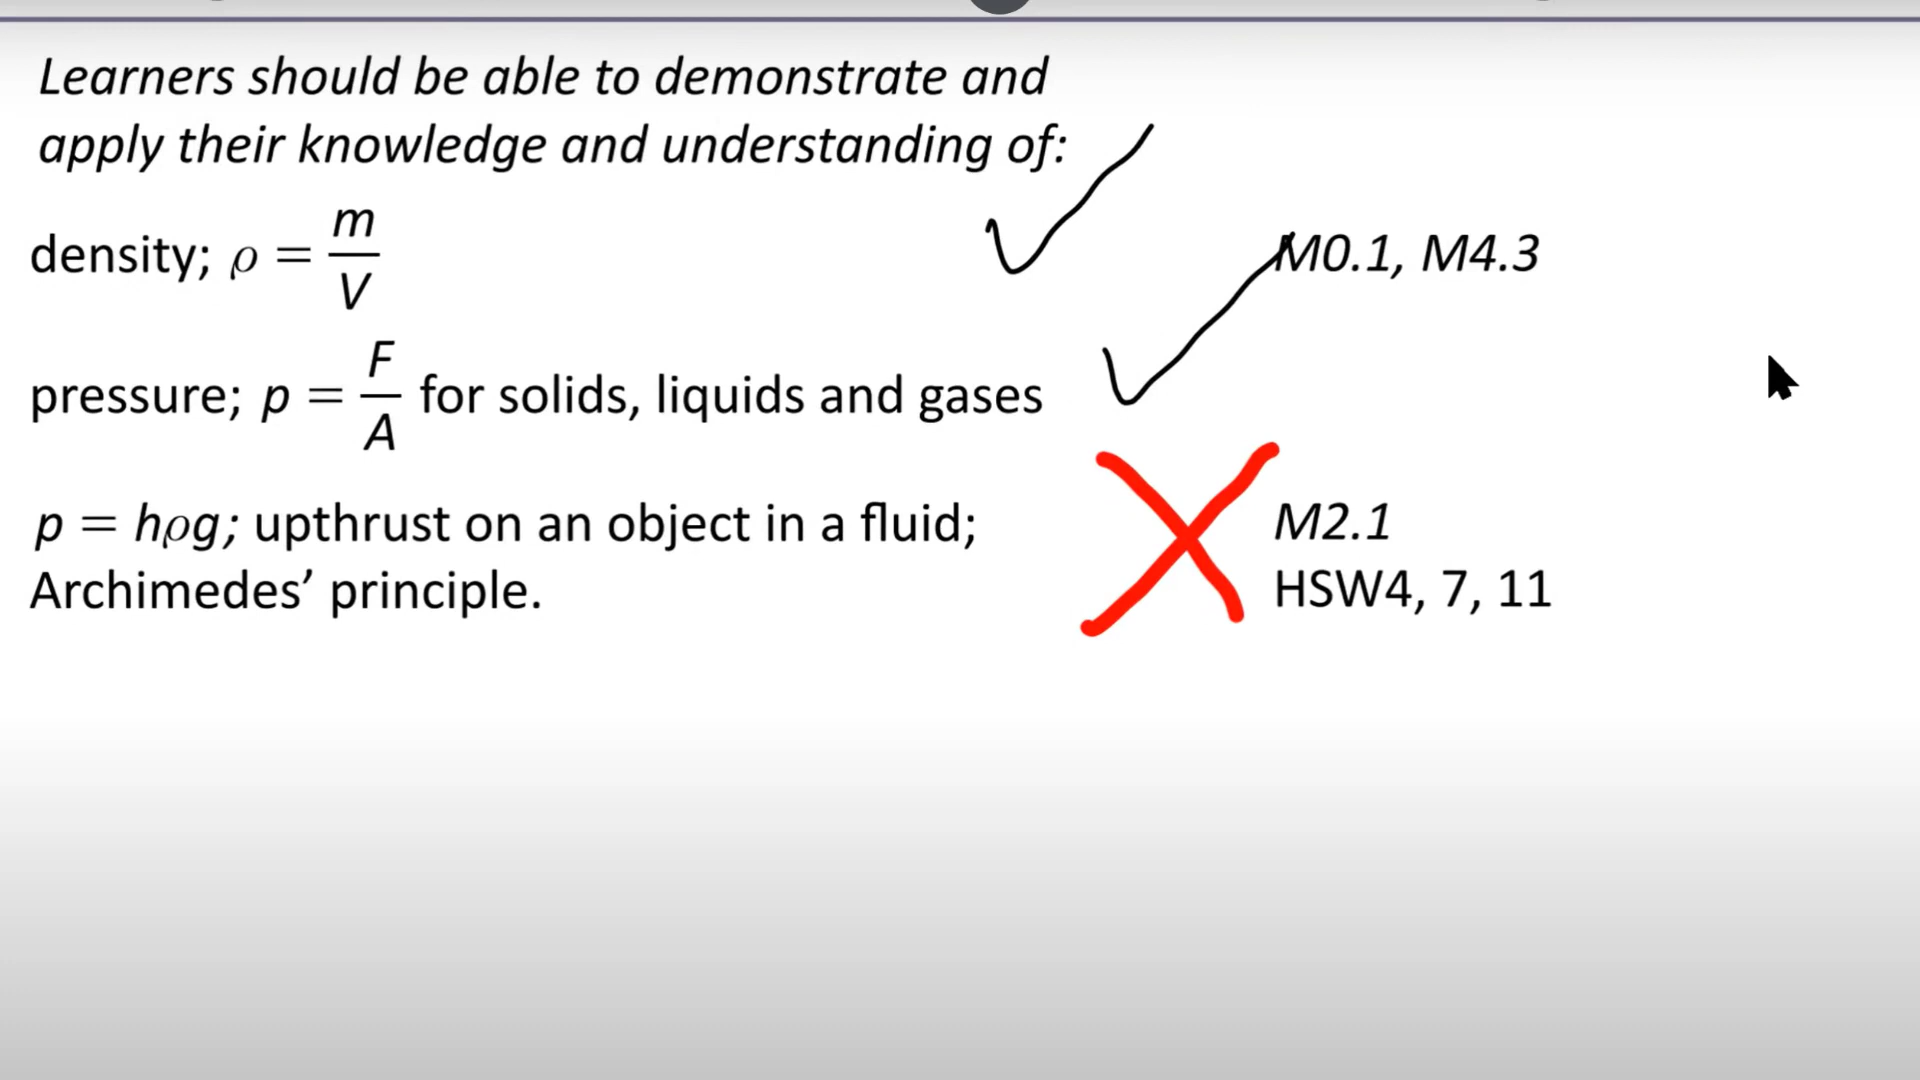 Learners should be able to demonstrate and
apply their knowledge and understanding of:
density; ρ = m/V
M0.1, M4.3
pressure; p = F/A for solids, liquids and gases
p = hρg; upthrust on an object in a fluid;
M2.1
Archimedes’ principle.
HSW4, 7, 11